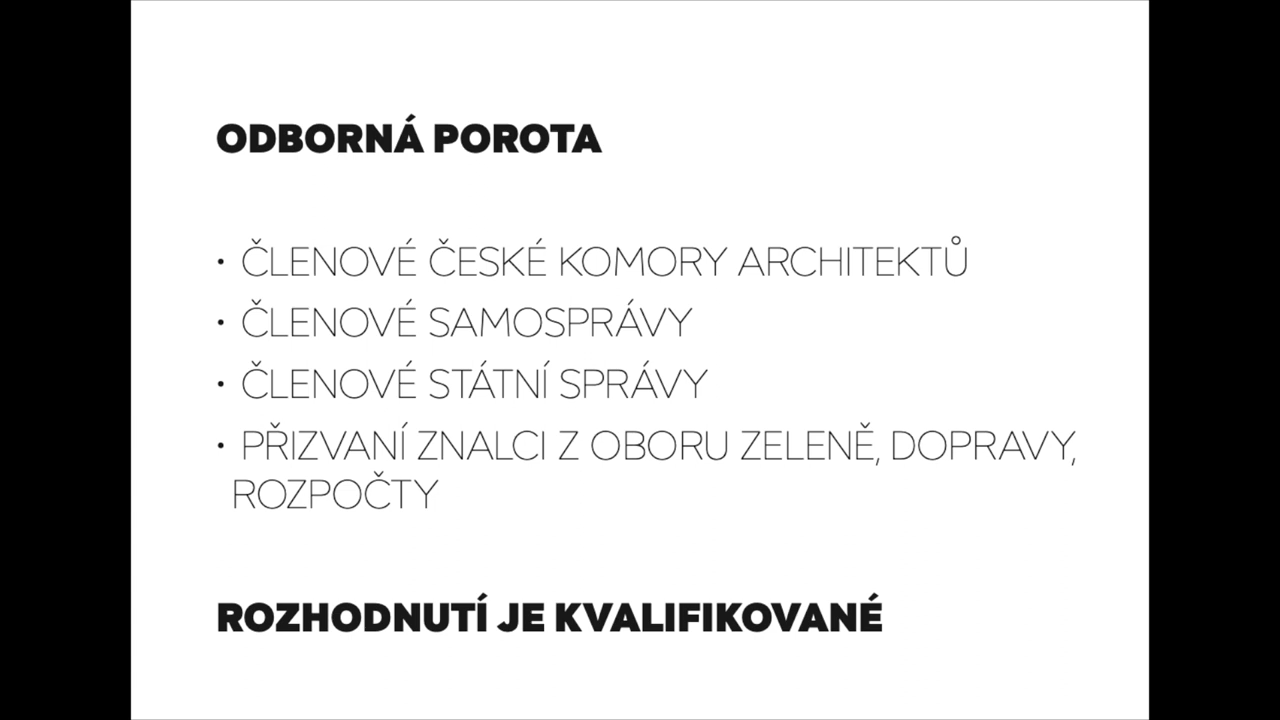 ODBORNÁ POROTA
• ČLENOVÉ ČESKÉ KOMORY ARCHITEKTŮ
• ČLENOVÉ SAMOSPRÁVY
• ČLENOVÉ STÁTNÍ SPRÁVY
• PŘIZVANÍ ZNALCI Z OBORU ZELENĚ, DOPRAVY,
ROZPOČTY
ROZHODNUTÍ JE KVALIFIKOVANÉ